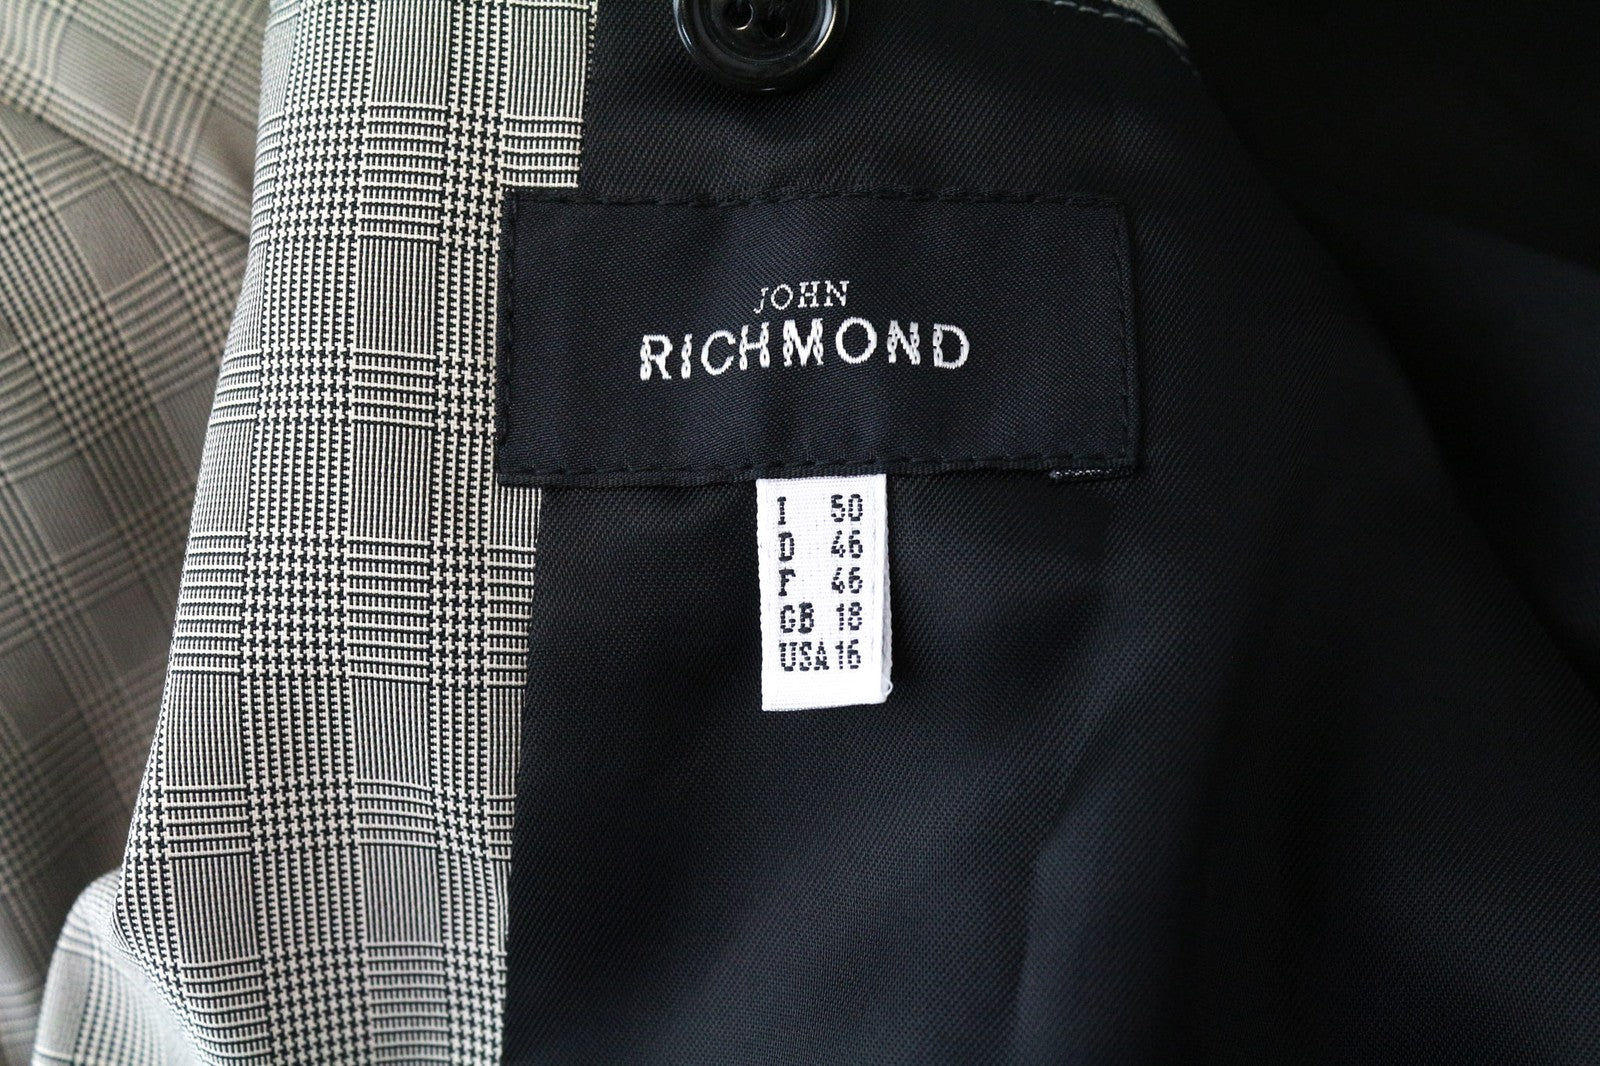 JOHN
RICHMOND
I 50
D 46
F 46
GB 18
USA 16